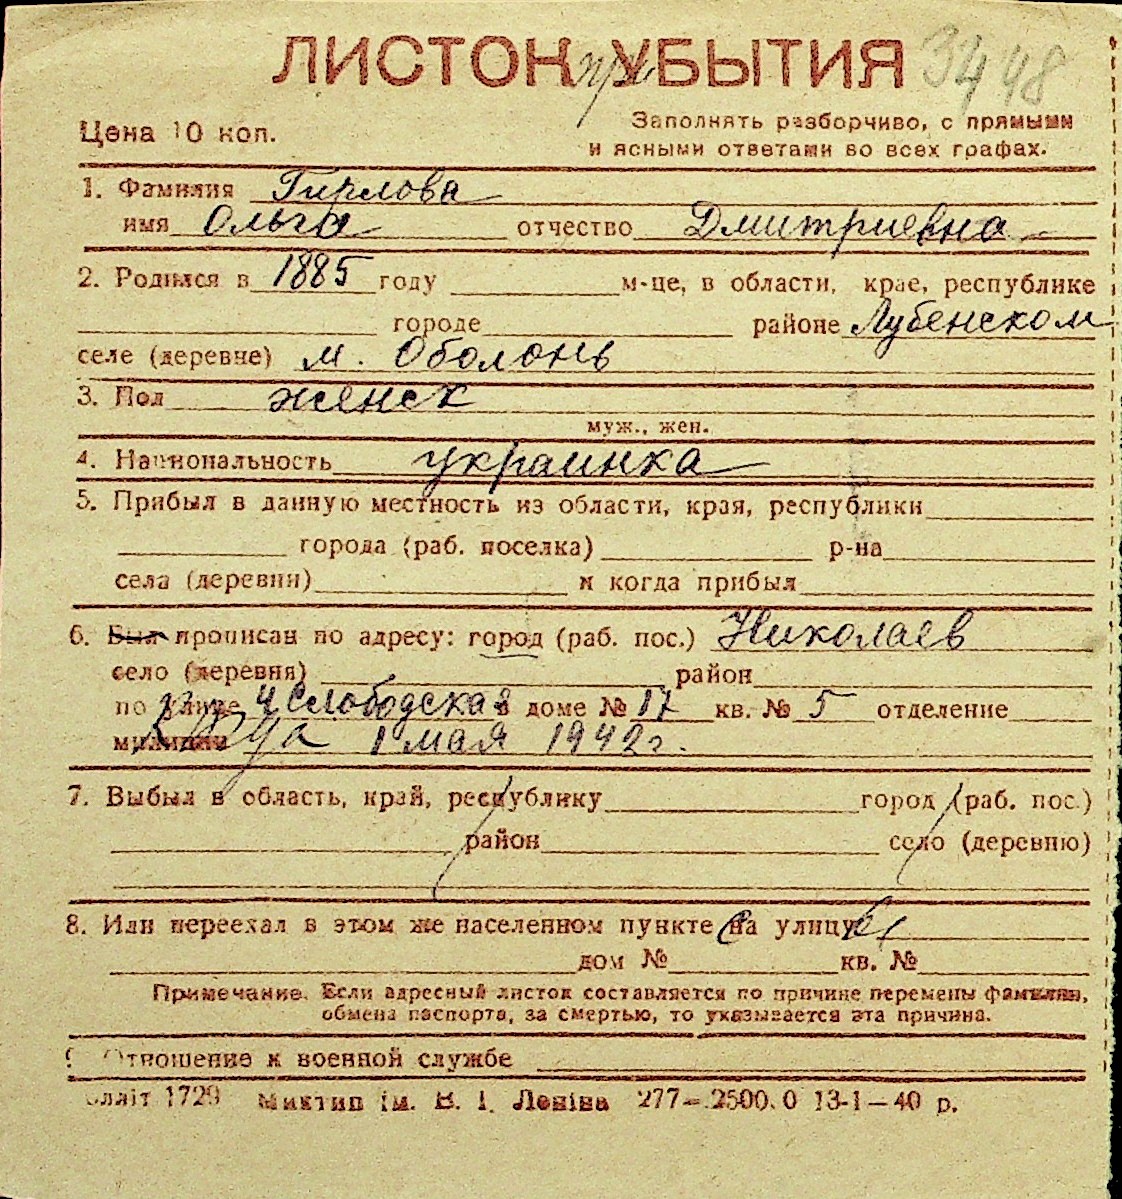 ЛИСТОК при УБЫТИЯ 3448
Цена 10 коп.
Заполнять разборчиво, с прямыми
и ясными ответами во всех графах.
1. Фамилия Гирлова
имя Ольга отчество Дмитриевна
2. Родился в 1885 году м-це, в области, крае, республике
городе районе Лубенском
селе (деревне) м. Оболонь
3. Пол женск
муж., жен.
4. Национальность украинка
5. Прибыл в данную местность из области, края, республики
города (раб. поселка) р-на
села (деревни) и когда прибыл
6. Был прописан по адресу: город (раб. пос.) Николаев
село (деревня) район
по улице Слободская в доме № 17 кв. № 5 отделение
милиции 1 мая 1942 г.
7. Выбыл в область, край, республику город (раб. пос.)
район село (деревню)
8. Или переехал в этом же населенном пункте на улицу
дом № кв. №
Примечание. Если адресный листок составляется по причине перемены фамилии,
обмена паспорта, за смертью, то указывается эта причина.
9. Отношение к военной службе
літ 1729 Миктип ім. В. І. Леніна 277—2500.0 13-1—40 р.